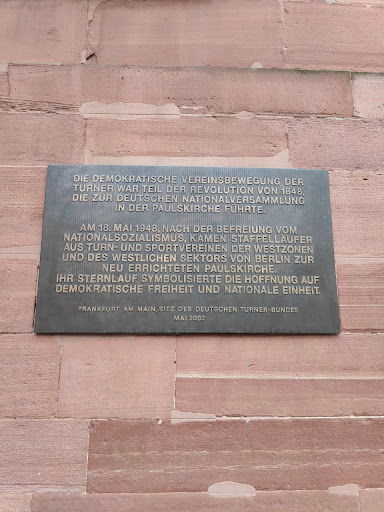 DIE DEMOKRATISCHE VEREINSBEWEGUNG DER
TURNER WAR TEIL DER REVOLUTION VON 1848,
DIE ZUR DEUTSCHEN NATIONALVERSAMMLUNG
IN DER PAULSKIRCHE FÜHRTE.
AM 18. MAI 1948, NACH DER BEFREIUNG VOM
NATIONALSOZIALISMUS, KAMEN STAFFELLÄUFER
AUS TURN- UND SPORTVEREINEN DER WESTZONEN
UND DES WESTLICHEN SEKTORS VON BERLIN ZUR
NEU ERRICHTETEN PAULSKIRCHE.
IHR STERNLAUF SYMBOLISIERTE DIE HOFFNUNG AUF
DEMOKRATISCHE FREIHEIT UND NATIONALE EINHEIT.
FRANKFURT AM MAIN, SITZ DES DEUTSCHEN TURNER-BUNDES
MAI 2002